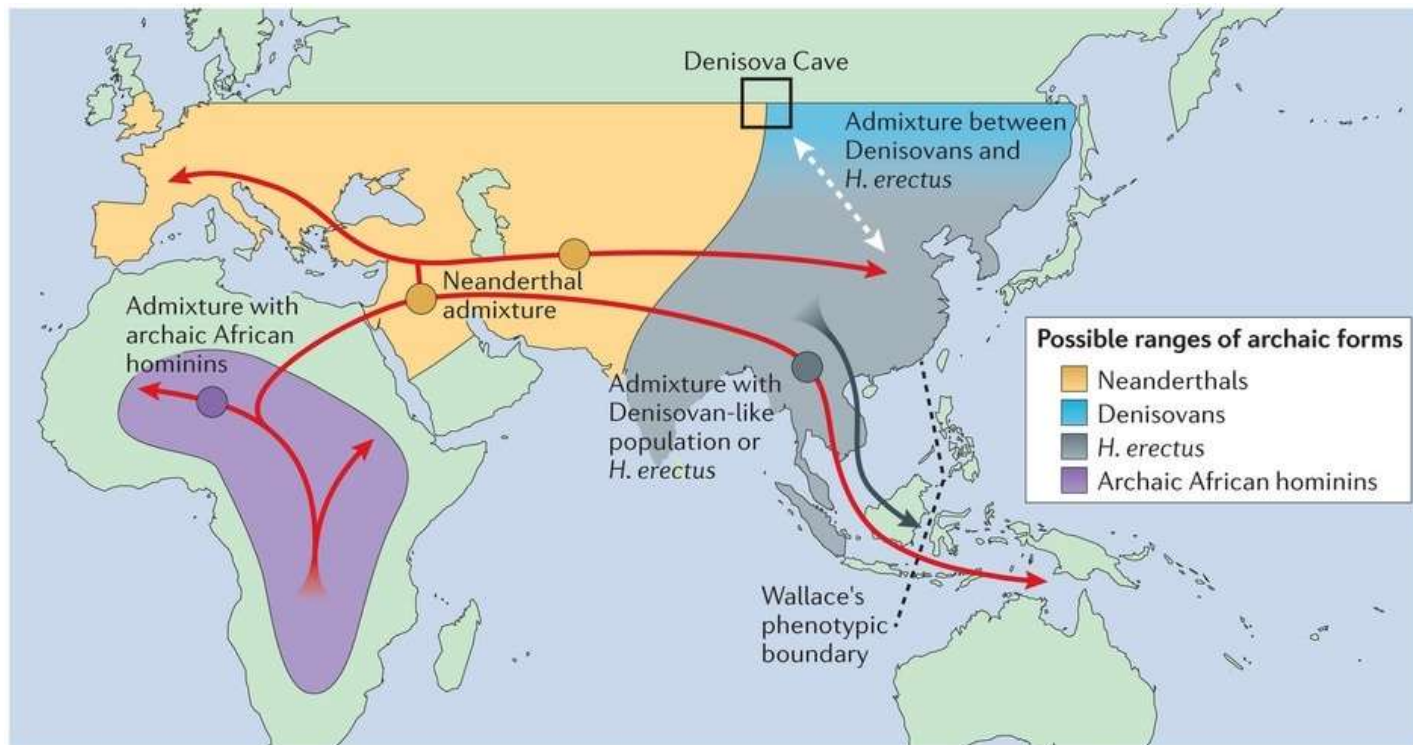 Denisova Cave
Admixture between
Denisovans and
H. erectus
Neanderthal
admixture
Admixture with
archaic African
hominins
Admixture with
Denisovan-like
population or
H. erectus
Wallace's
phenotypic
boundary
Possible ranges of archaic forms
Neanderthals
Denisovans
H. erectus
Archaic African hominins